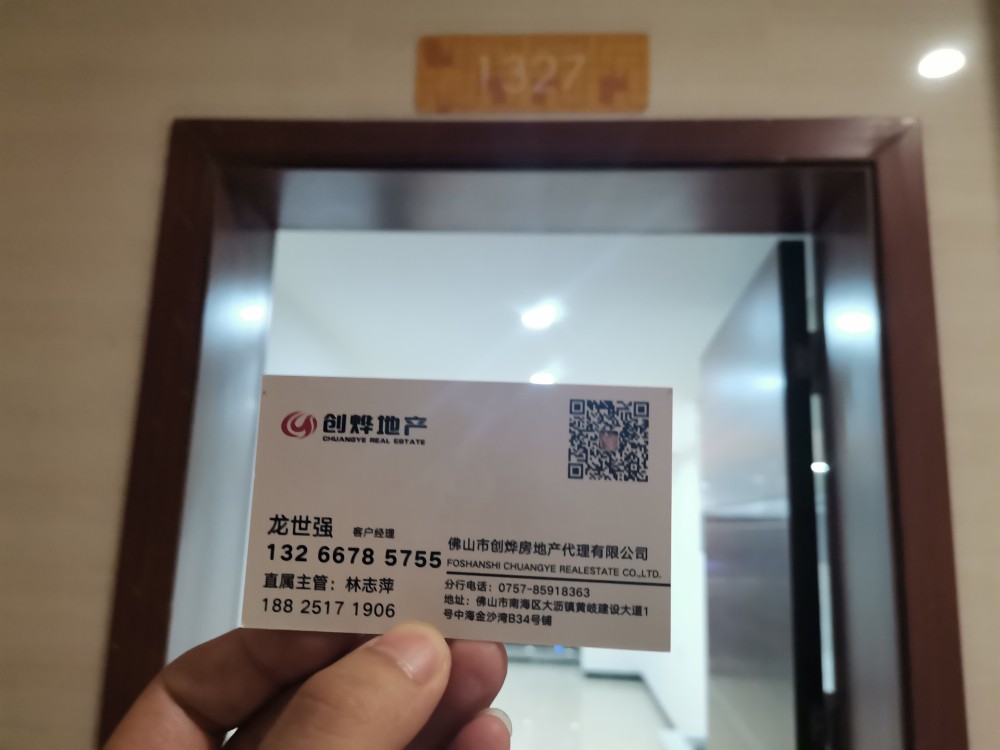 1327
创烨地产
CHUANGYE REAL ESTATE
龙世强 客户经理
132 6678 5755
直属主管：林志萍
188 2517 1906
佛山市创烨房地产代理有限公司
FOSHANSHI CHUANGYE REALESTATE CO.,LTD.
分行电话：0757-85918363
地址：佛山市南海区大沥镇黄岐建设大道1
号中海金沙湾B34号铺